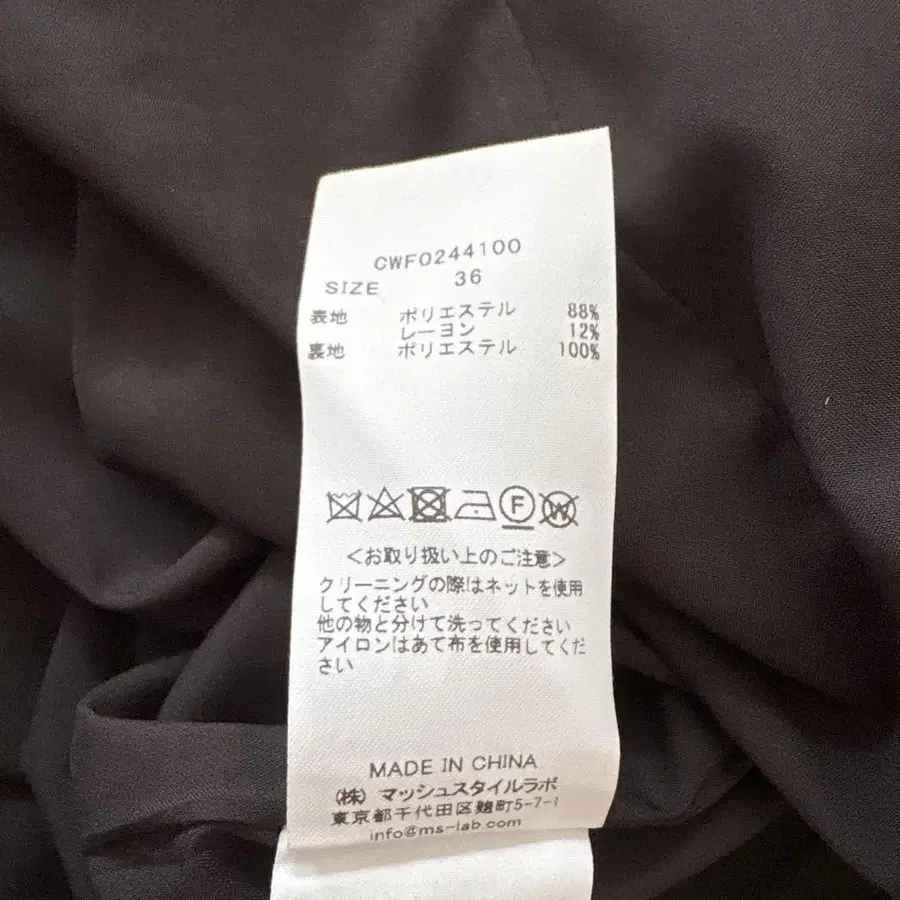 CWF0244100
SIZE 36
表地 ポリエステル 88%
レーヨン 12%
裏地 ポリエステル 100%
F W
<お取り扱い上のご注意>
クリーニングの際はネットを使用
してください
他の物と分けて洗ってください
アイロンはあて布を使用してくだ
さい
MADE IN CHINA
(株) マッシュスタイルラボ
東京都千代田区麹町5-7-1
info@ms-lab.com